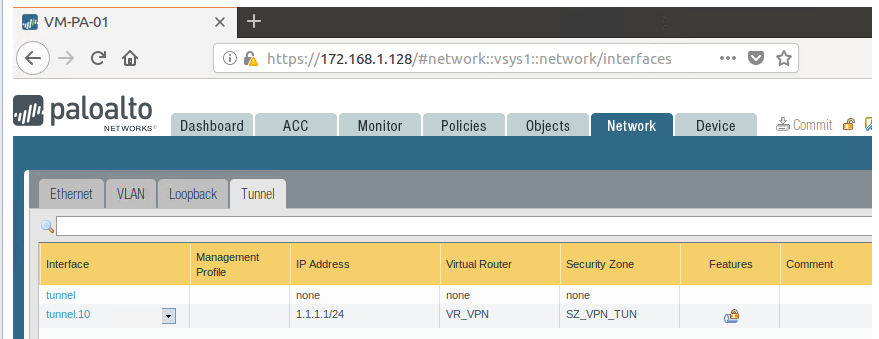 VM-PA-01
https://172.168.1.128/#network::vsys1::network/interfaces
paloalto
NETWORKS®
Dashboard ACC Monitor Policies Objects Network Device Commit
Ethernet VLAN Loopback Tunnel
Interface Management Profile IP Address Virtual Router Security Zone Features Comment
tunnel none none none
tunnel.10 1.1.1.1/24 VR_VPN SZ_VPN_TUN